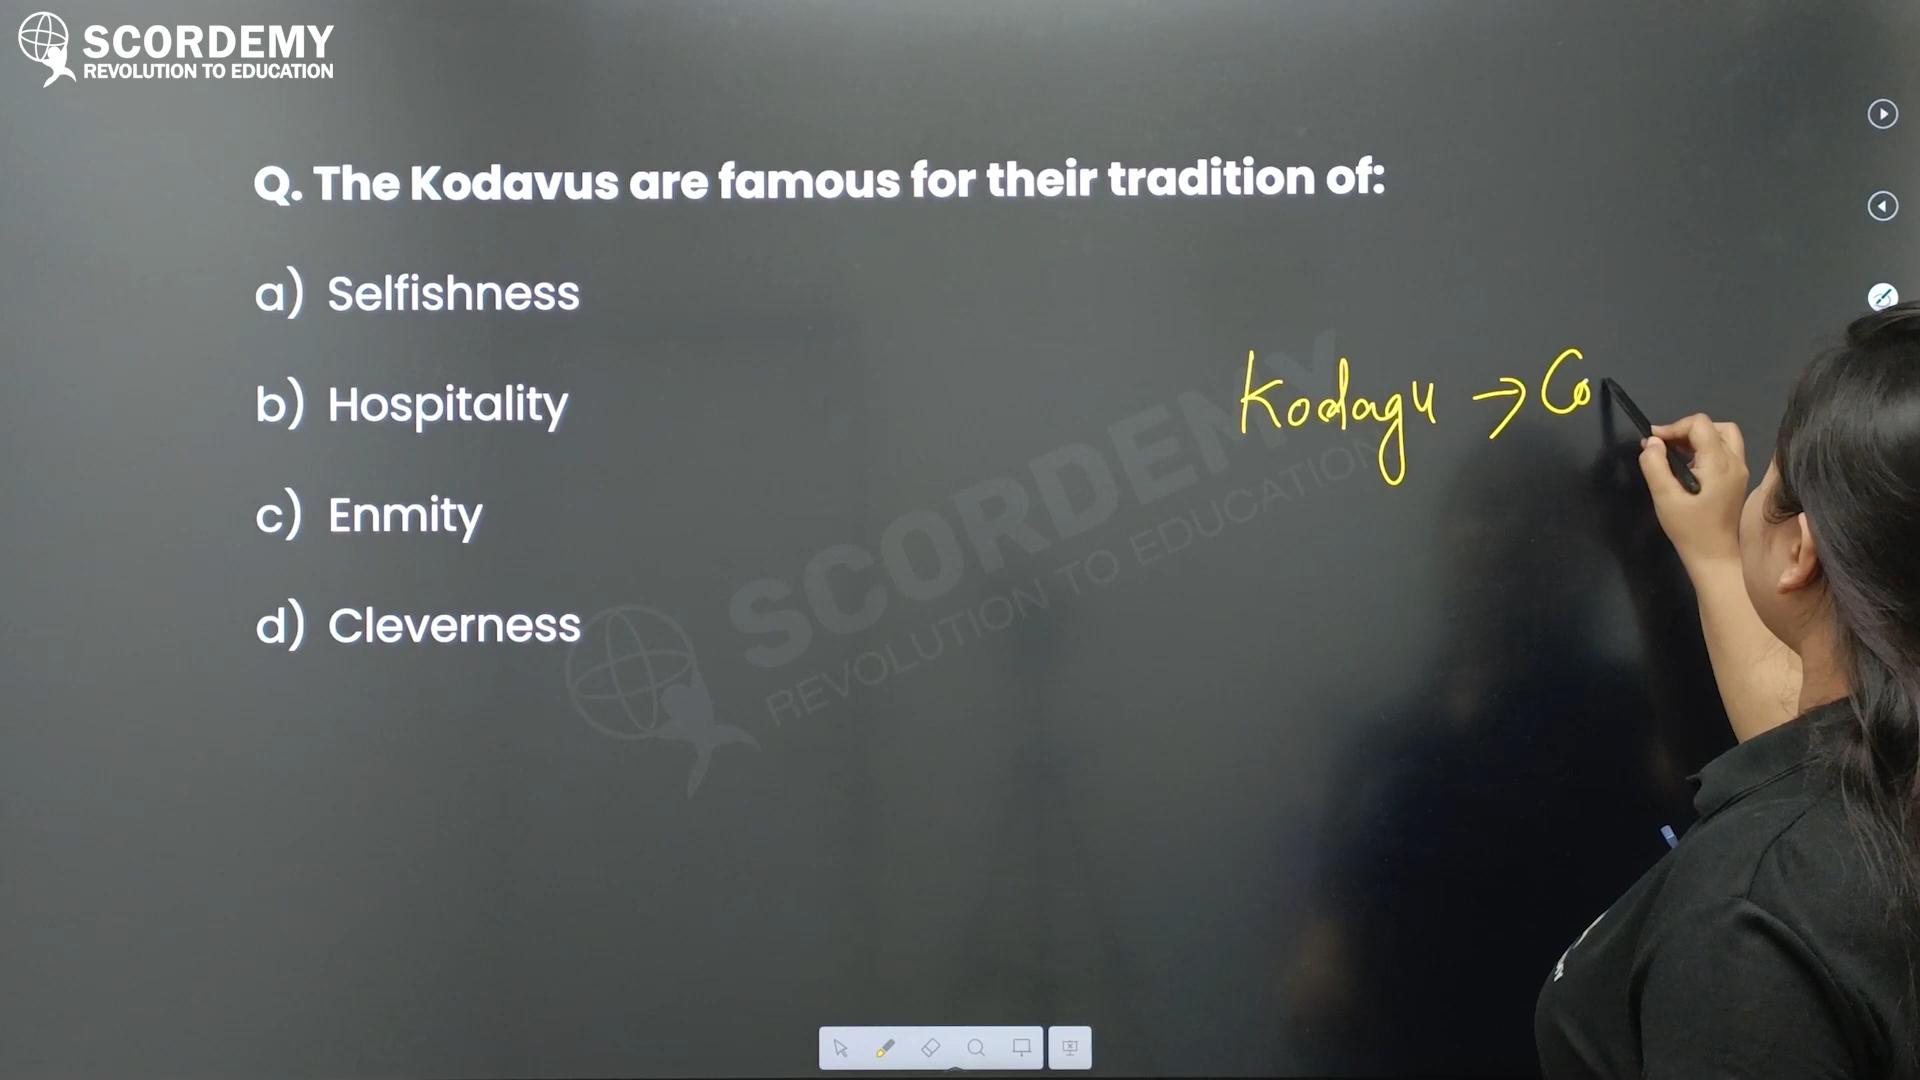 SCORDEMY
REVOLUTION TO EDUCATION
Q. The Kodavus are famous for their tradition of:
a) Selfishness
b) Hospitality
c) Enmity
d) Cleverness
Kodagu → Co
SCORDEMY
REVOLUTION TO EDUCATION